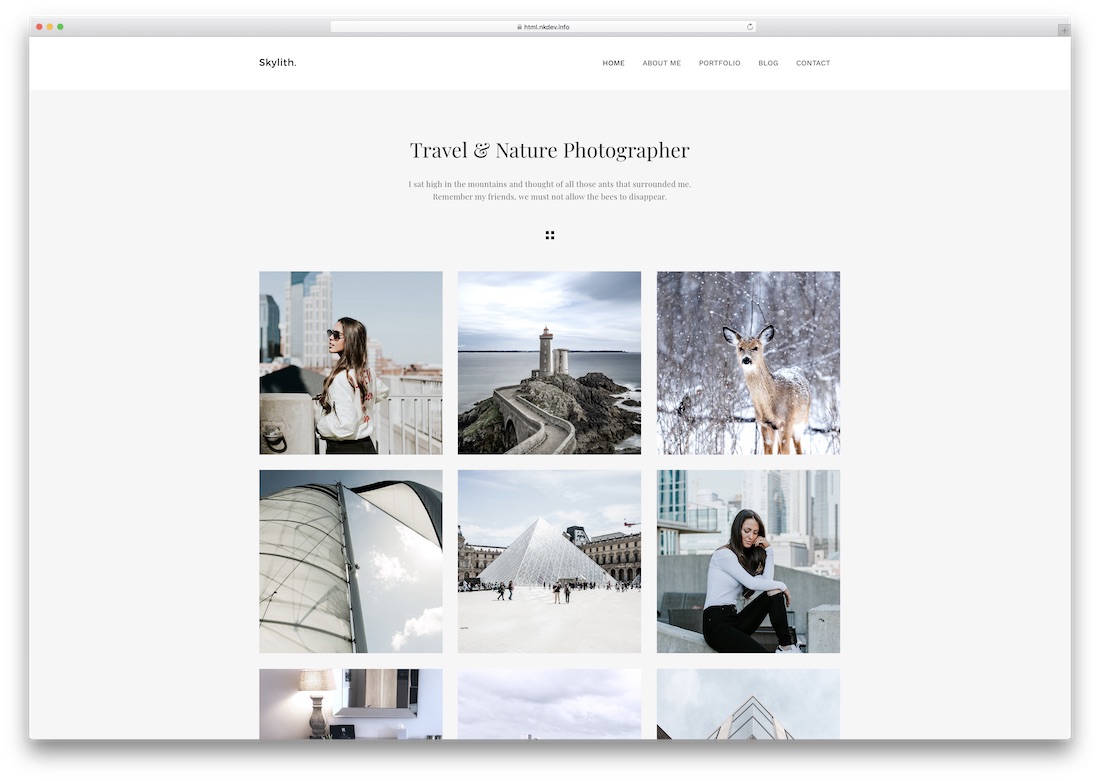 html.nkdev.info
Skylith.
HOME ABOUT ME PORTFOLIO BLOG CONTACT
Travel & Nature Photographer
I sat high in the mountains and thought of all those ants that surrounded me.
Remember my friends, we must not allow the bees to disappear.